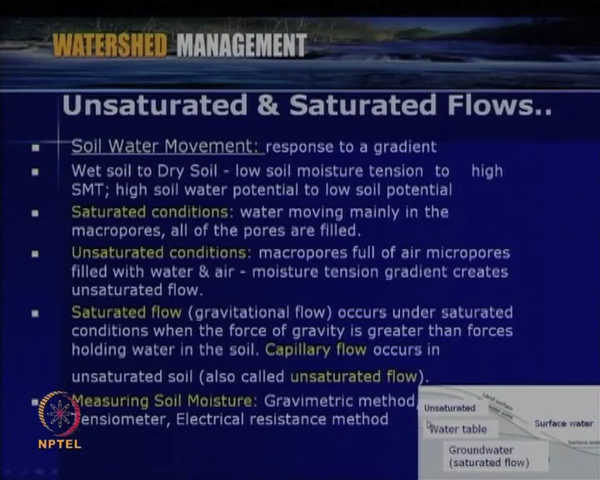 WATERSHED MANAGEMENT
Unsaturated & Saturated Flows..
Soil Water Movement: response to a gradient
Wet soil to Dry Soil - low soil moisture tension to high
SMT; high soil water potential to low soil potential
Saturated conditions: water moving mainly in the
macropores, all of the pores are filled.
Unsaturated conditions: macropores full of air micropores
filled with water & air - moisture tension gradient creates
unsaturated flow.
Saturated flow (gravitational flow) occurs under saturated
conditions when the force of gravity is greater than forces
holding water in the soil. Capillary flow occurs in
unsaturated soil (also called unsaturated flow).
Measuring Soil Moisture: Gravimetric method,
Tensiometer, Electrical resistance method
NPTEL
Land surface
Unsaturated
Surface water
Water table
Groundwater
(saturated flow)